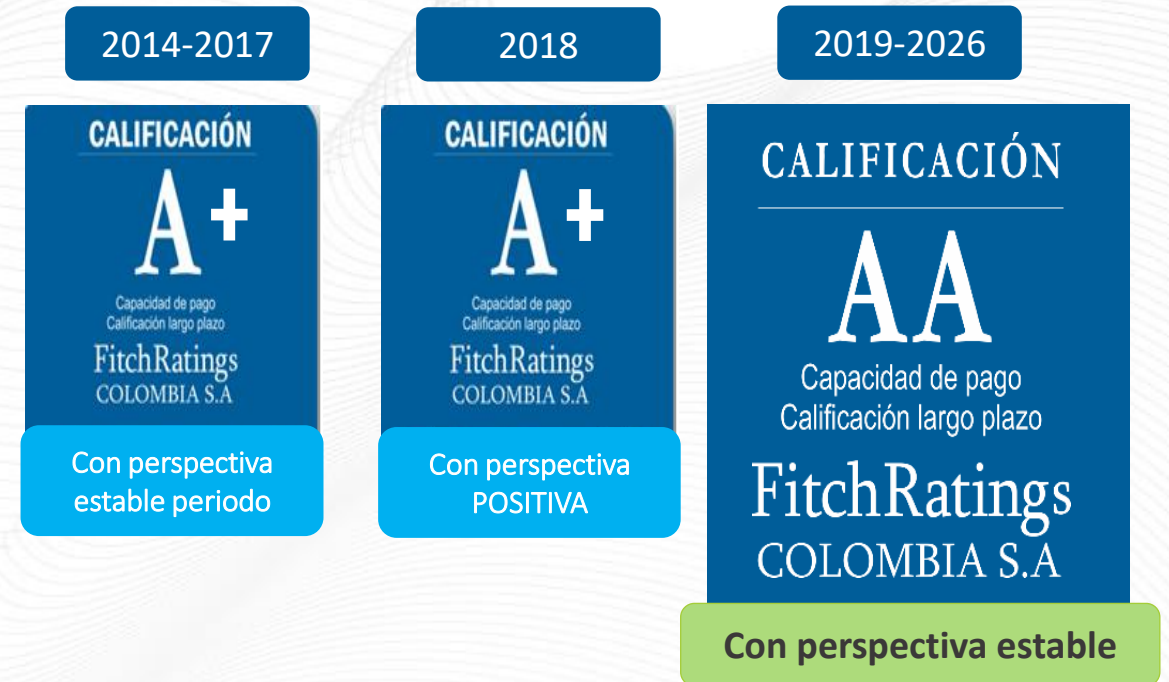 2014-2017
CALIFICACIÓN
A+
Capacidad de pago
Calificación largo plazo
FitchRatings
COLOMBIA S.A
Con perspectiva
estable periodo
2018
CALIFICACIÓN
A+
Capacidad de pago
Calificación largo plazo
FitchRatings
COLOMBIA S.A
Con perspectiva
POSITIVA
2019-2026
CALIFICACIÓN
AA
Capacidad de pago
Calificación largo plazo
FitchRatings
COLOMBIA S.A
Con perspectiva estable